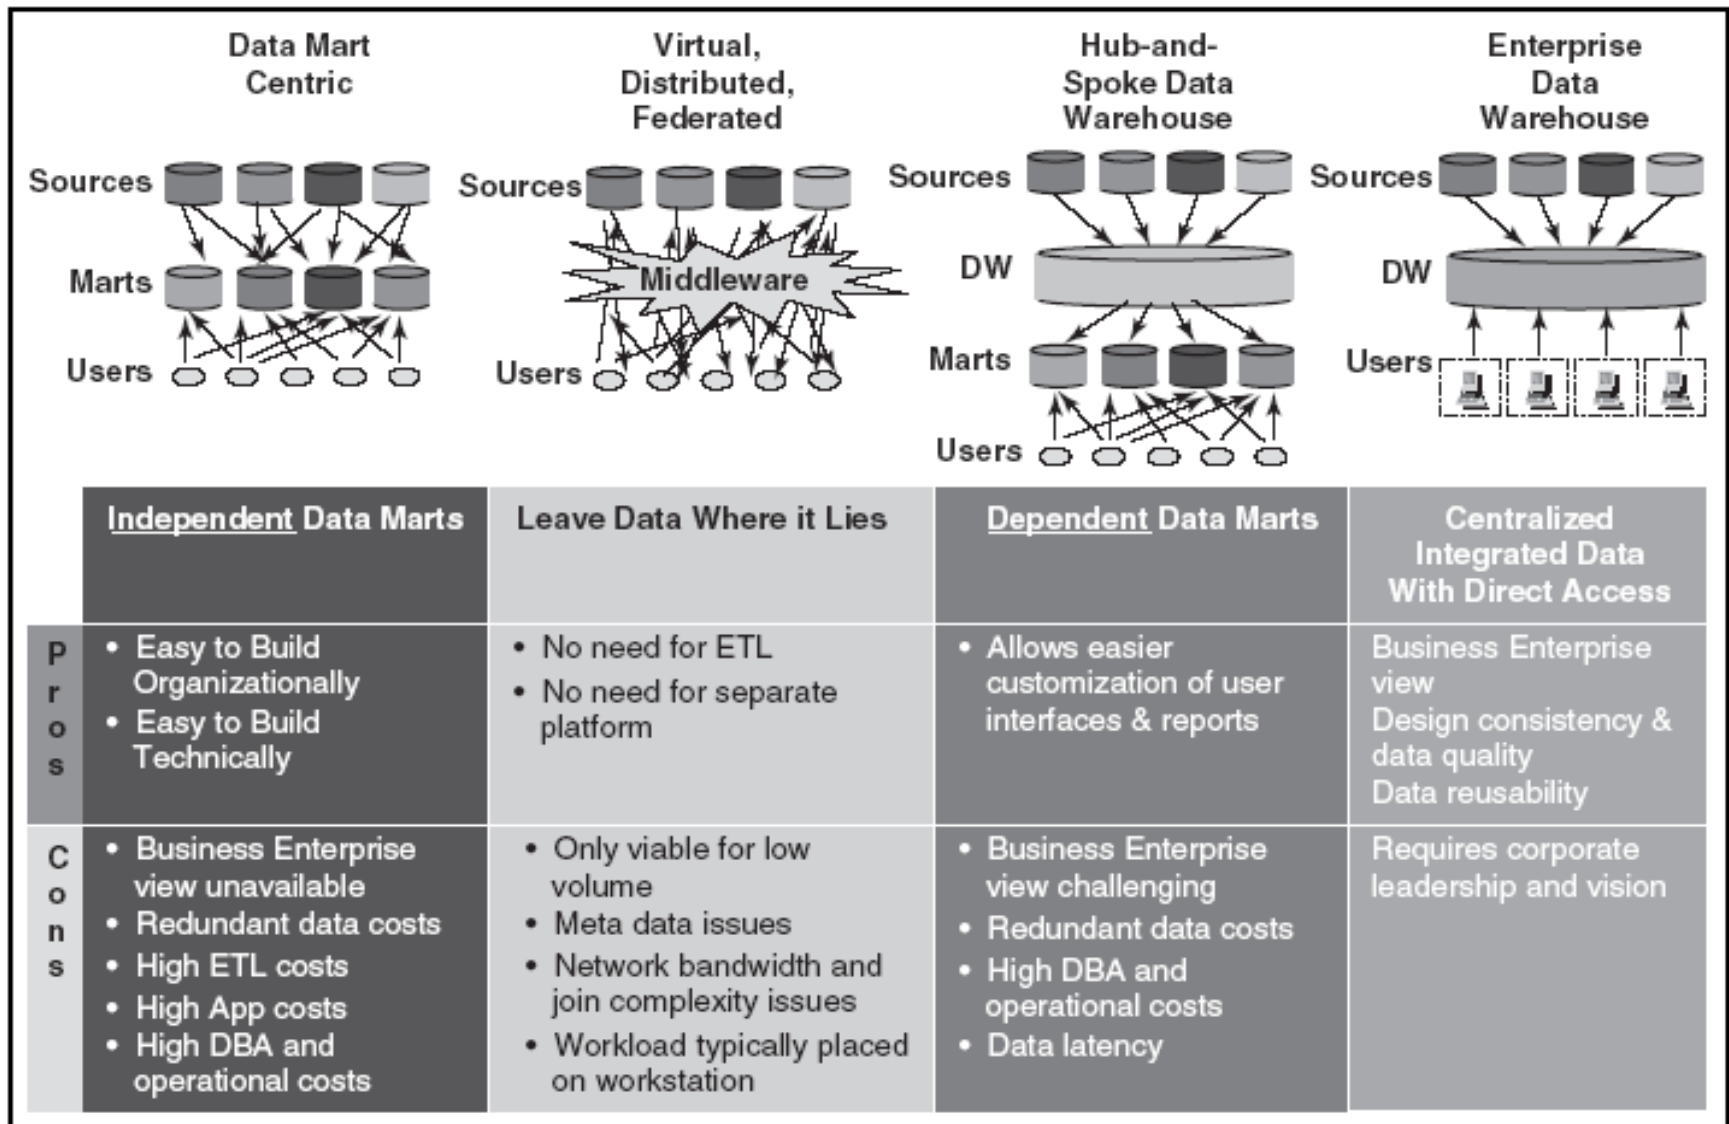 Data Mart
Centric
Sources
Marts
Users
Virtual,
Distributed,
Federated
Sources
Middleware
Users
Hub-and-
Spoke Data
Warehouse
Sources
DW
Marts
Users
Enterprise
Data
Warehouse
Sources
DW
Users
Independent Data Marts
Leave Data Where it Lies
Dependent Data Marts
Centralized
Integrated Data
With Direct Access
Pros
• Easy to Build
Organizationally
• Easy to Build
Technically
• No need for ETL
• No need for separate
platform
• Allows easier
customization of user
interfaces & reports
Business Enterprise
view
Design consistency &
data quality
Data reusability
Cons
• Business Enterprise
view unavailable
• Redundant data costs
• High ETL costs
• High App costs
• High DBA and
operational costs
• Only viable for low
volume
• Meta data issues
• Network bandwidth and
join complexity issues
• Workload typically placed
on workstation
• Business Enterprise
view challenging
• Redundant data costs
• High DBA and
operational costs
• Data latency
Requires corporate
leadership and vision